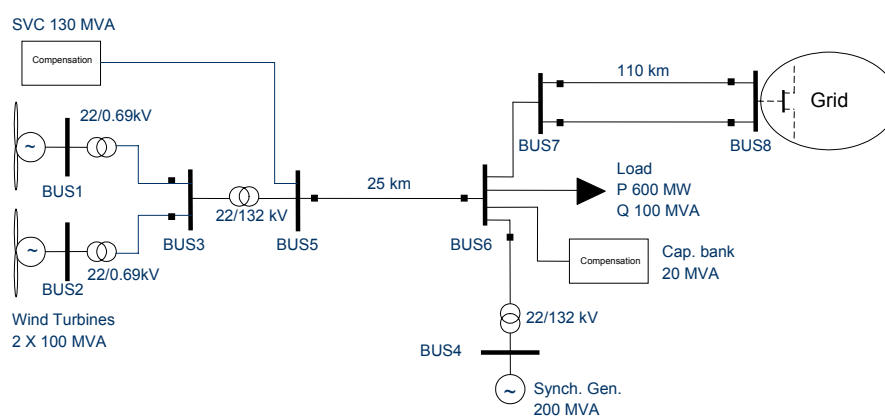 SVC 130 MVA
Compensation
22/0.69kV
~
BUS1
~
BUS2
22/0.69kV
Wind Turbines
2 X 100 MVA
BUS3
22/132 kV
BUS5
25 km
BUS6
BUS7
110 km
BUS8
Grid
Load
P 600 MW
Q 100 MVA
Compensation
Cap. bank
20 MVA
22/132 kV
BUS4
~
Synch. Gen.
200 MVA